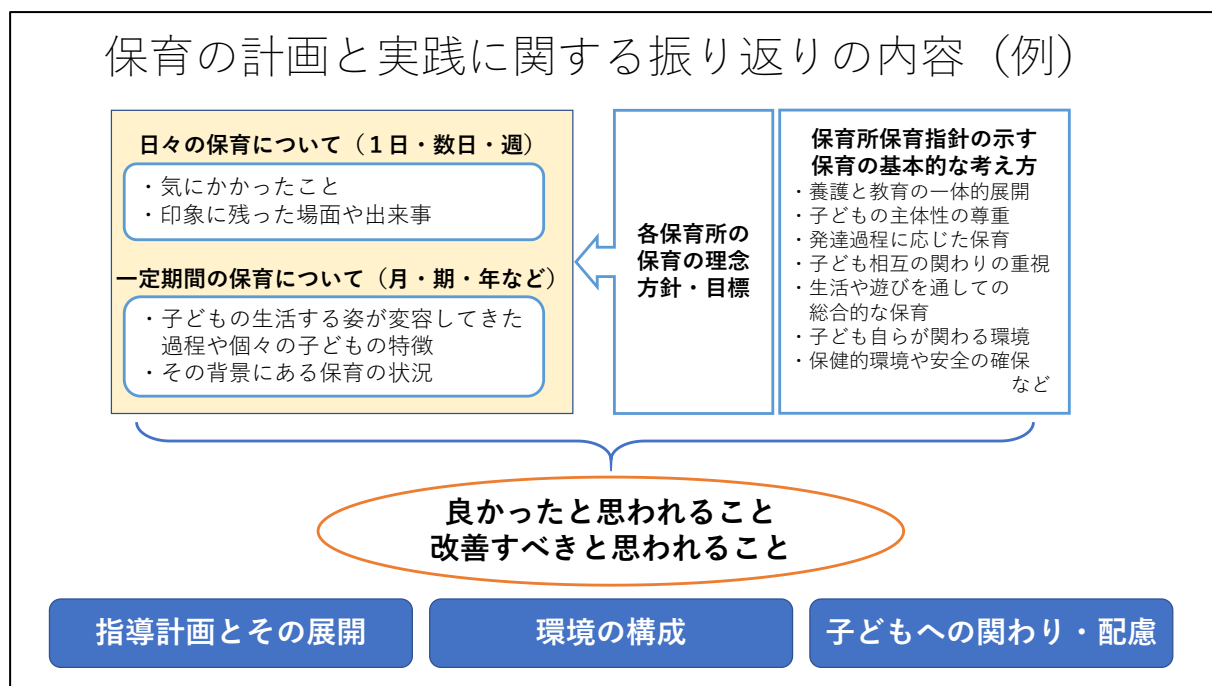 保育の計画と実践に関する振り返りの内容（例）
日々の保育について（１日・数日・週）
・気にかかったこと
・印象に残った場面や出来事
一定期間の保育について（月・期・年など）
・子どもの生活する姿が変容してきた
過程や個々の子どもの特徴
・その背景にある保育の状況
各保育所の
保育の理念
方針・目標
保育所保育指針の示す
保育の基本的な考え方
・養護と教育の一体的展開
・子どもの主体性の尊重
・発達過程に応じた保育
・子ども相互の関わりの重視
・生活や遊びを通しての
総合的な保育
・子ども自らが関わる環境
・保健的環境や安全の確保
など
良かったと思われること
改善すべきと思われること
指導計画とその展開
環境の構成
子どもへの関わり・配慮